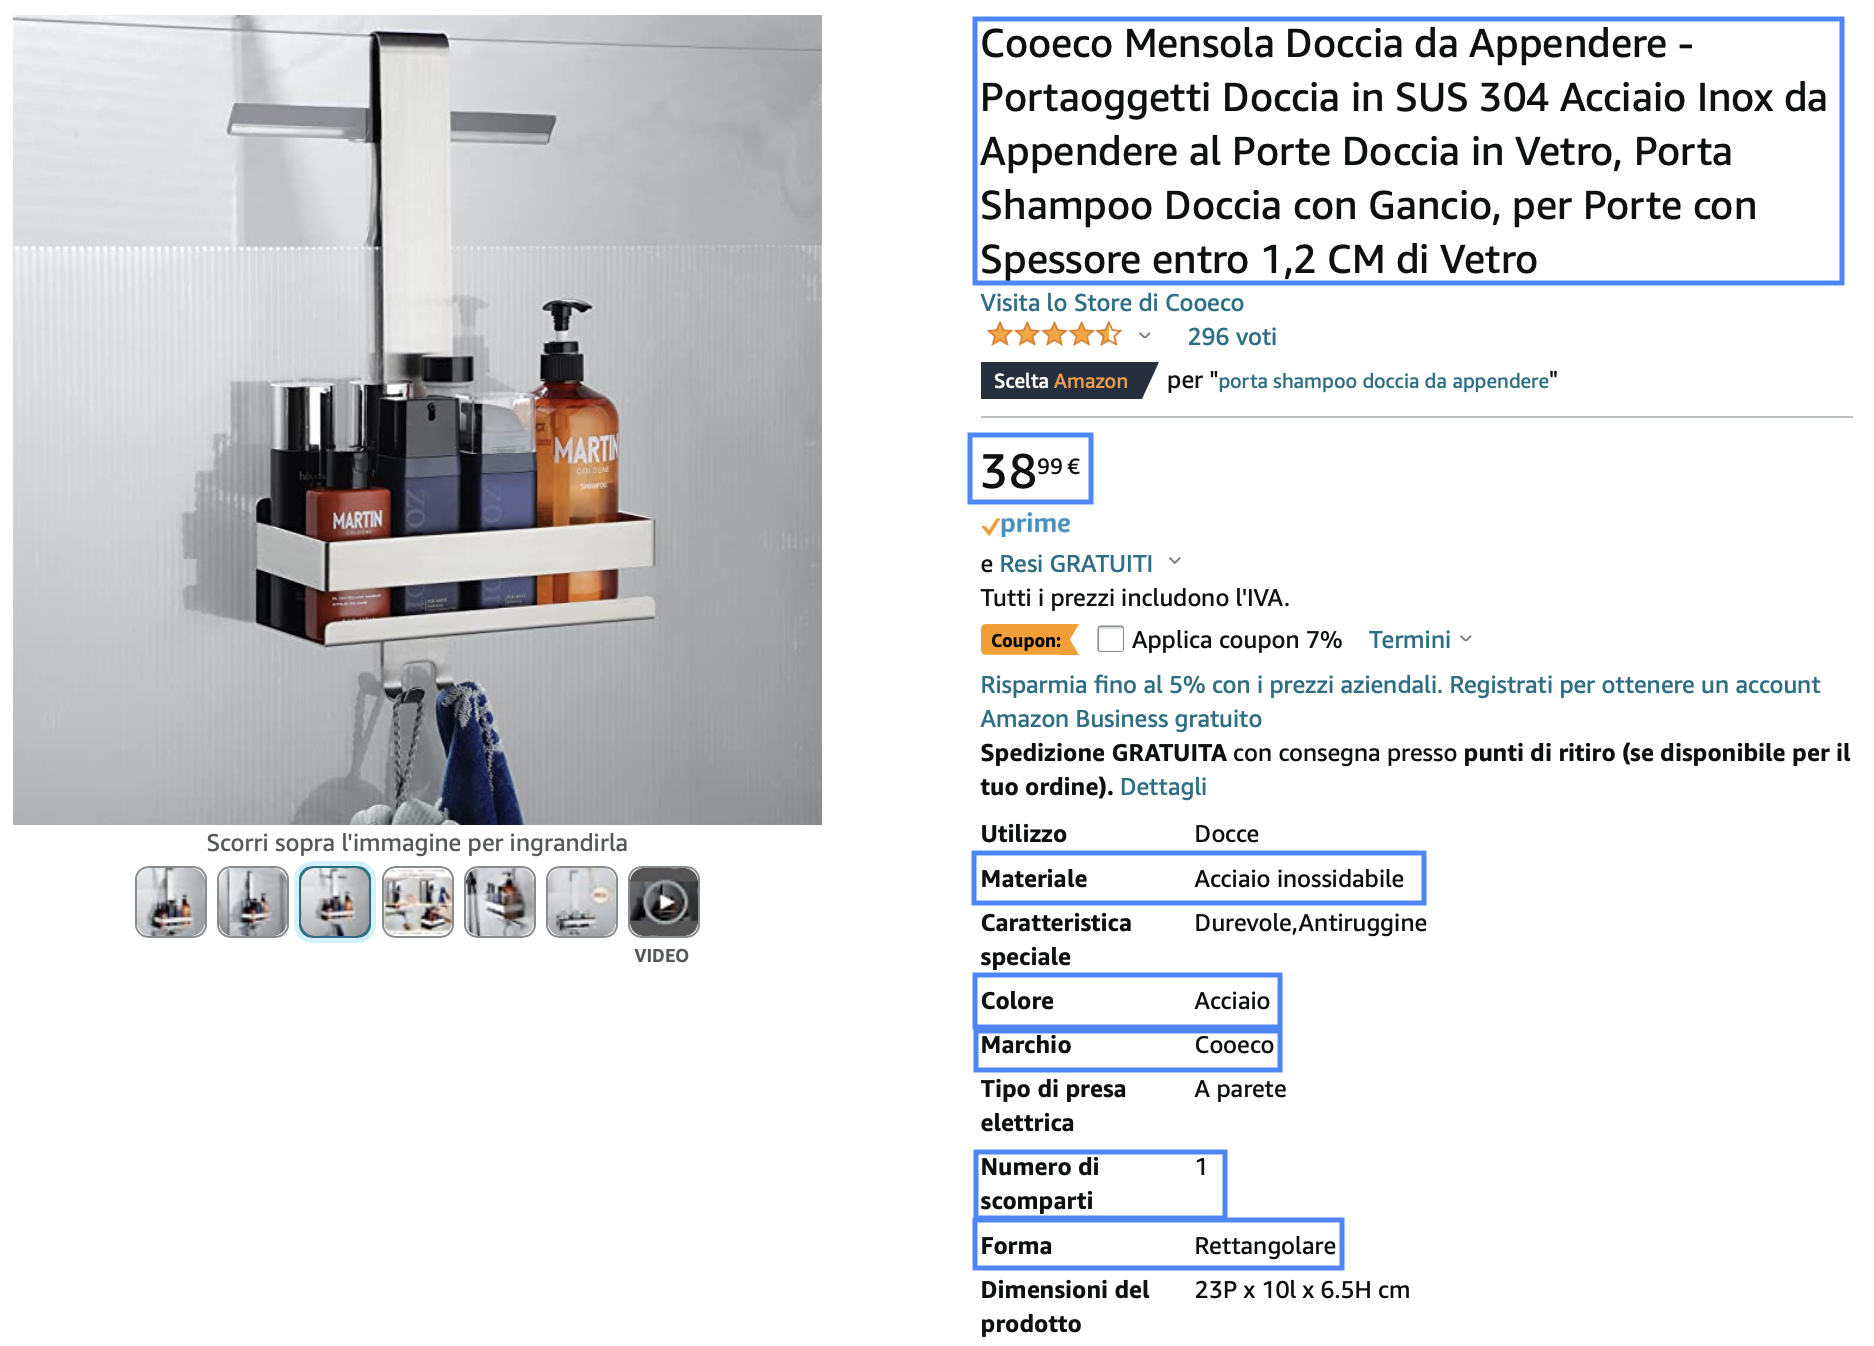 Cooeco Mensola Doccia da Appendere -
Portaoggetti Doccia in SUS 304 Acciaio Inox da
Appendere al Porte Doccia in Vetro, Porta
Shampoo Doccia con Gancio, per Porte con
Spessore entro 1,2 CM di Vetro
Visita lo Store di Cooeco
296 voti
Scelta Amazon per "porta shampoo doccia da appendere"
38 99 €
prime
e Resi GRATUITI
Tutti i prezzi includono l'IVA.
Coupon: Applica coupon 7% Termini
Risparmia fino al 5% con i prezzi aziendali. Registrati per ottenere un account
Amazon Business gratuito
Spedizione GRATUITA con consegna presso punti di ritiro (se disponibile per il
tuo ordine). Dettagli
Utilizzo Docce
Materiale Acciaio inossidabile
Caratteristica Durevole,Antiruggine
speciale
Colore Acciaio
Marchio Cooeco
Tipo di presa A parete
elettrica
Numero di 1
scomparti
Forma Rettangolare
Dimensioni del 23P x 10l x 6.5H cm
prodotto
MARTIN
COLOGNE
SHAMPOO
MARTIN
COLOGNE
Scorri sopra l'immagine per ingrandirla
VIDEO